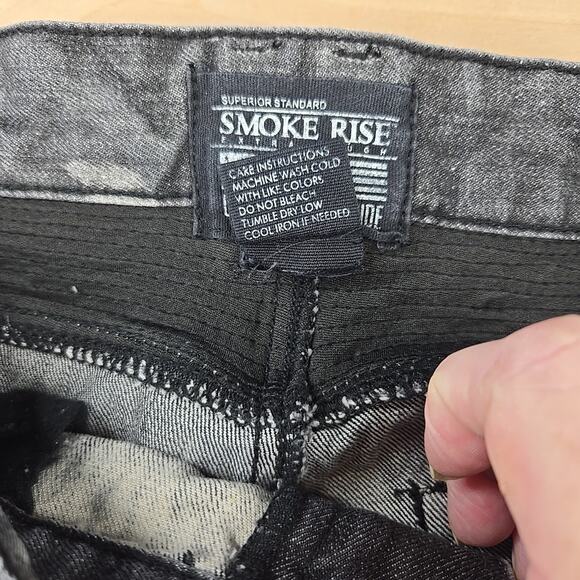 SUPERIOR STANDARD
SMOKE RISE
CARE INSTRUCTIONS
MACHINE WASH COLD
WITH LIKE COLORS
DO NOT BLEACH
TUMBLE DRY LOW
COOL IRON IF NEEDED